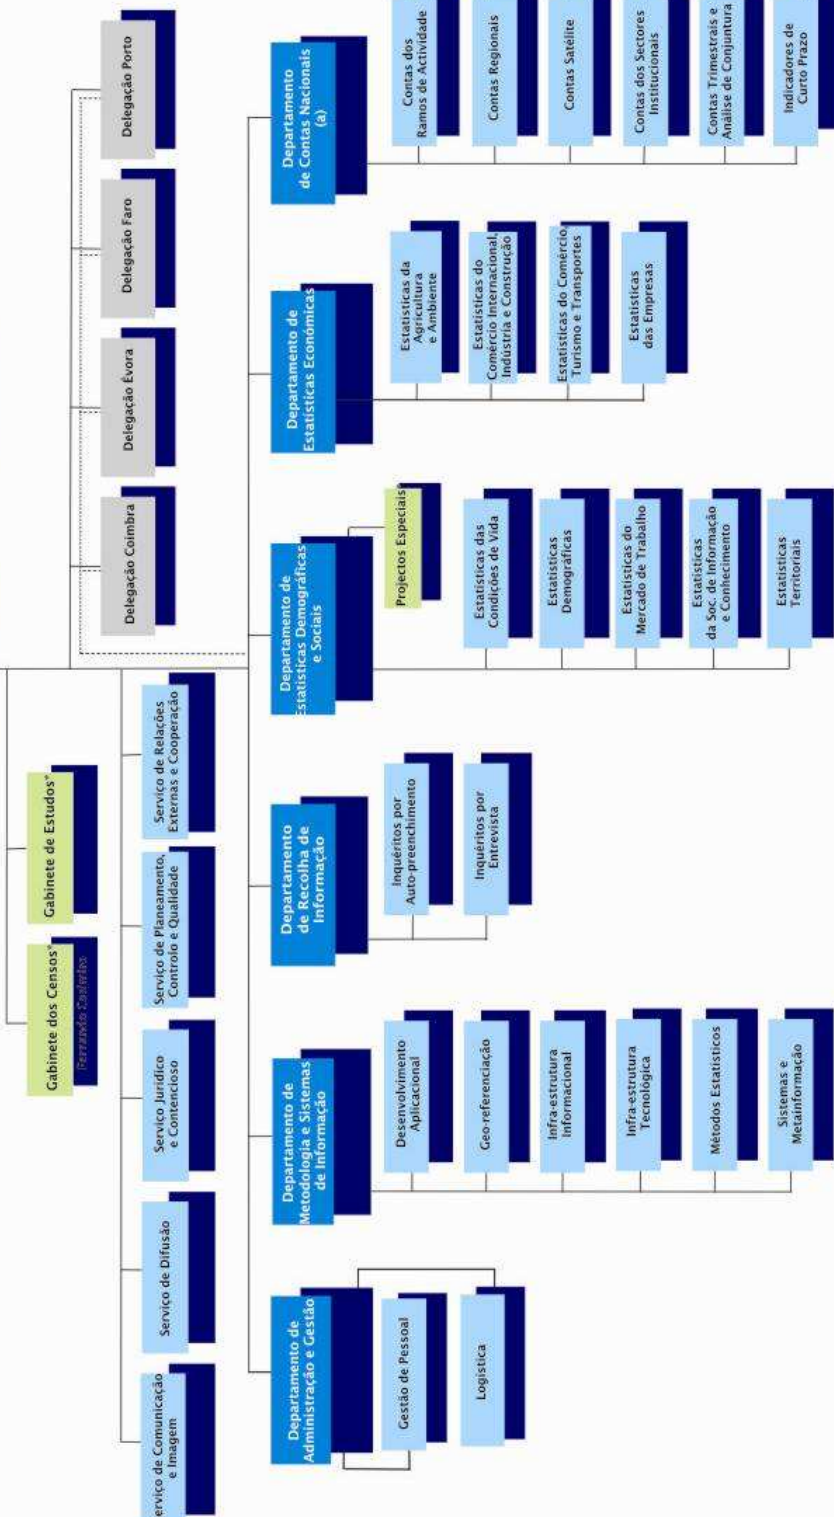 Gabinete dos Censos*
Gabinete de Estudos*
Serviço de Comunicação
e Imagem
Serviço de Difusão
Serviço Jurídico
e Contencioso
Serviço de Planeamento,
Controlo e Qualidade
Serviço de Relações
Externas e Cooperação
Delegação Coimbra
Delegação Évora
Delegação Faro
Delegação Porto
Departamento de
Administração e Gestão
Gestão de Pessoal
Logística
Departamento de
Metodologia e Sistemas
de Informação
Desenvolvimento
Aplicacional
Geo-referenciação
Infra-estrutura
Informacional
Infra-estrutura
Tecnológica
Métodos Estatísticos
Sistemas e
Metainformação
Departamento
de Recolha de
Informação
Inquéritos por
Auto-preenchimento
Inquéritos por
Entrevista
Departamento de
Estatísticas Demográficas
e Sociais
Projectos Especiais*
Estatísticas das
Condições de Vida
Estatísticas
Demográficas
Estatísticas do
Mercado de Trabalho
Estatísticas
da Soc. de Informação
e Conhecimento
Estatísticas
Territoriais
Departamento de
Estatísticas Económicas
Estatísticas da
Agricultura
e Ambiente
Estatísticas do
Comércio Internacional,
Indústria e Construção
Estatísticas do Comércio,
Turismo e Transportes
Estatísticas
das Empresas
Departamento
de Contas Nacionais
(a)
Contas dos
Ramos de Actividade
Contas Regionais
Contas Satélite
Contas dos Sectores
Institucionais
Contas Trimestrais e
Análise de Conjuntura
Indicadores de
Curto Prazo